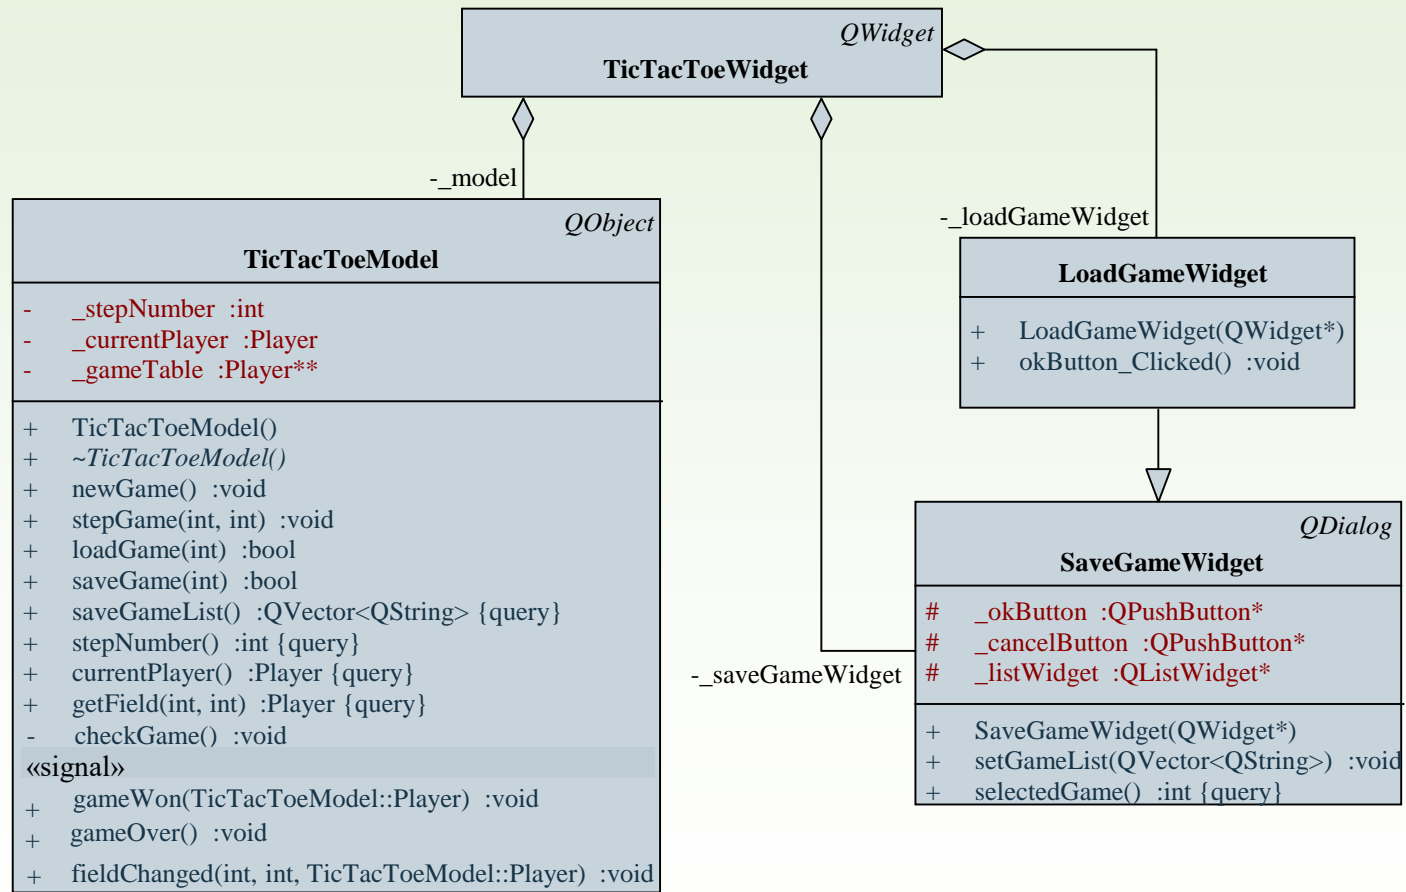 QWidget
TicTacToeWidget
-_model
QObject
TicTacToeModel
- _stepNumber :int
- _currentPlayer :Player
- _gameTable :Player**
+ TicTacToeModel()
+ ~TicTacToeModel()
+ newGame() :void
+ stepGame(int, int) :void
+ loadGame(int) :bool
+ saveGame(int) :bool
+ saveGameList() :QVector<QString> {query}
+ stepNumber() :int {query}
+ currentPlayer() :Player {query}
+ getField(int, int) :Player {query}
- checkGame() :void
«signal»
+ gameWon(TicTacToeModel::Player) :void
+ gameOver() :void
+ fieldChanged(int, int, TicTacToeModel::Player) :void
-_loadGameWidget
LoadGameWidget
+ LoadGameWidget(QWidget*)
+ okButton_Clicked() :void
-_saveGameWidget
QDialog
SaveGameWidget
# _okButton :QPushButton*
# _cancelButton :QPushButton*
# _listWidget :QListWidget*
+ SaveGameWidget(QWidget*)
+ setGameList(QVector<QString>) :void
+ selectedGame() :int {query}